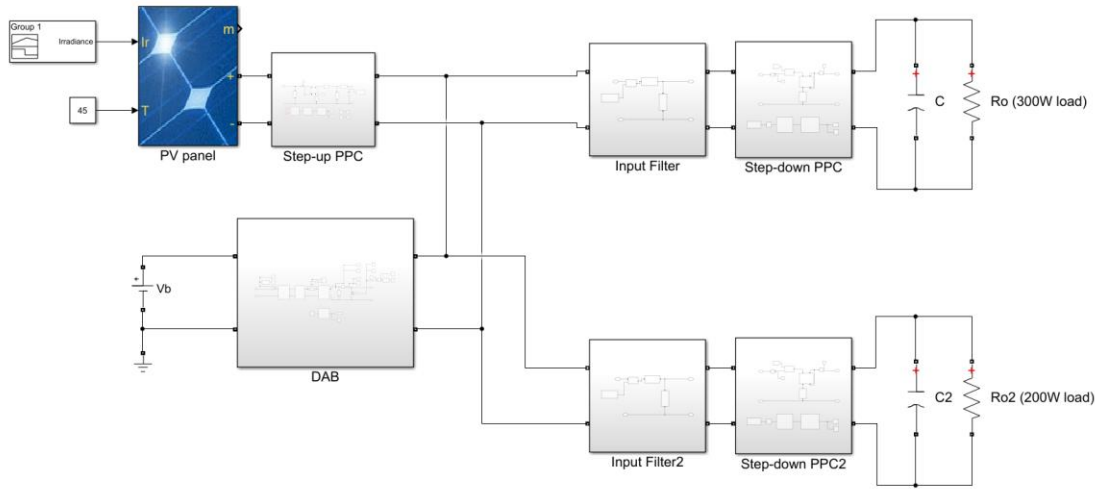 Group 1
Irradiance
Ir
m
+
45
T
-
PV panel
Step-up PPC
Input Filter
Step-down PPC
+
C
+
Ro (300W load)
+
Vb
DAB
Input Filter2
Step-down PPC2
+
C2
+
Ro2 (200W load)